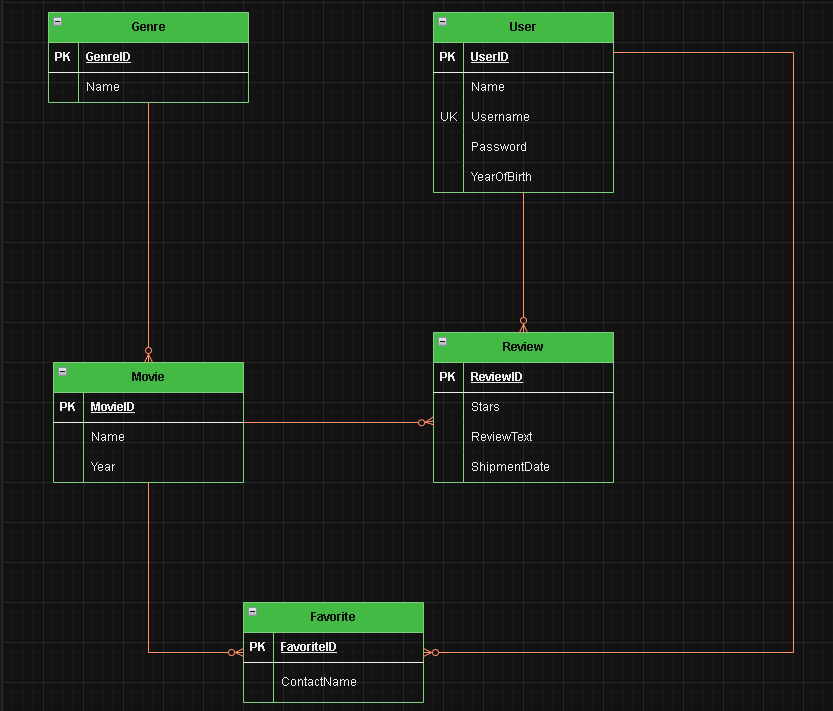 Genre
PK GenreID
Name
User
PK UserID
Name
UK Username
Password
YearOfBirth
Movie
PK MovieID
Name
Year
Review
PK ReviewID
Stars
ReviewText
ShipmentDate
Favorite
PK FavoriteID
ContactName